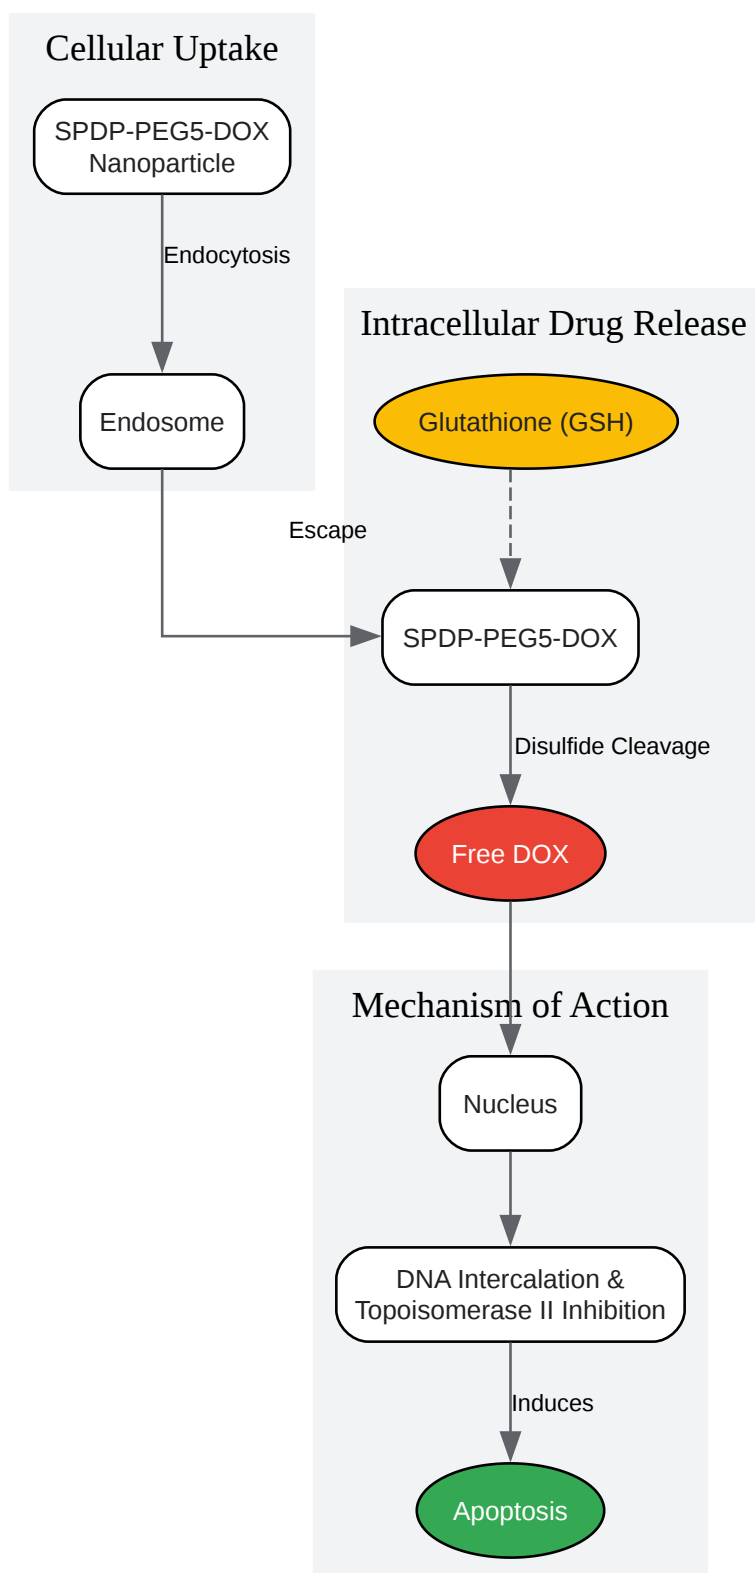 Cellular Uptake
SPDP-PEG5-DOX
Nanoparticle
Endocytosis
Endosome
Escape
Intracellular Drug Release
Glutathione (GSH)
SPDP-PEG5-DOX
Disulfide Cleavage
Free DOX
Mechanism of Action
Nucleus
DNA Intercalation &
Topoisomerase II Inhibition
Induces
Apoptosis